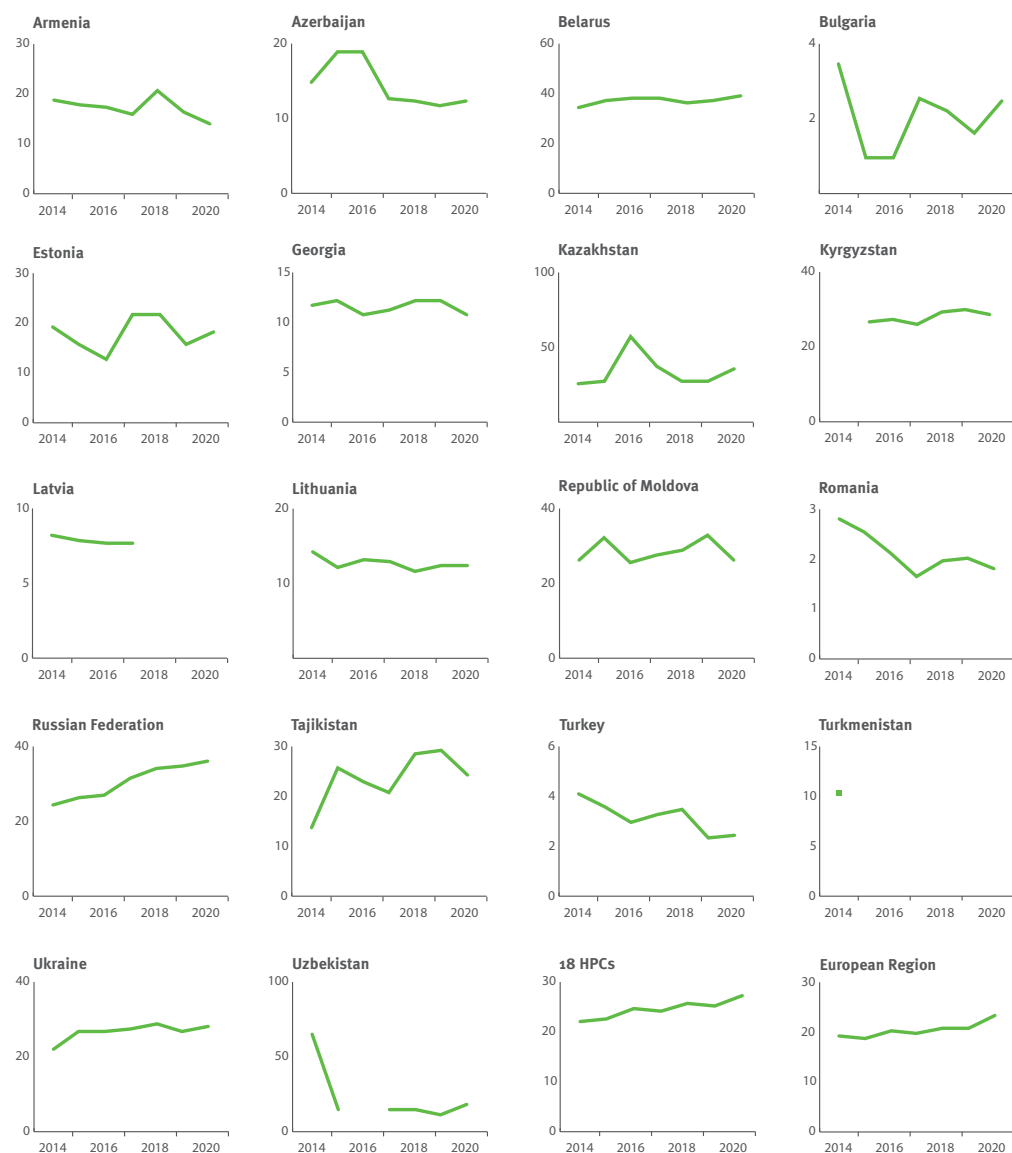 Armenia
30
20
10
0
2014 2016 2018 2020
Azerbaijan
20
10
0
2014 2016 2018 2020
Belarus
60
40
20
0
2014 2016 2018 2020
Bulgaria
4
2
2014 2016 2018 2020
Estonia
30
20
10
0
2014 2016 2018 2020
Georgia
15
10
5
0
2014 2016 2018 2020
Kazakhstan
100
50
2014 2016 2018 2020
Kyrgyzstan
40
20
0
2014 2016 2018 2020
Latvia
10
5
0
2014 2016 2018 2020
Lithuania
20
10
2014 2016 2018 2020
Republic of Moldova
40
20
0
2014 2016 2018 2020
Romania
3
2
1
0
2014 2016 2018 2020
Russian Federation
40
20
0
2014 2016 2018 2020
Tajikistan
30
20
10
0
2014 2016 2018 2020
Turkey
6
4
2
0
2014 2016 2018 2020
Turkmenistan
15
10
5
0
2014 2016 2018 2020
Ukraine
40
20
0
2014 2016 2018 2020
Uzbekistan
100
50
0
2014 2016 2018 2020
18 HPCs
30
20
10
0
2014 2016 2018 2020
European Region
30
20
10
0
2014 2016 2018 2020